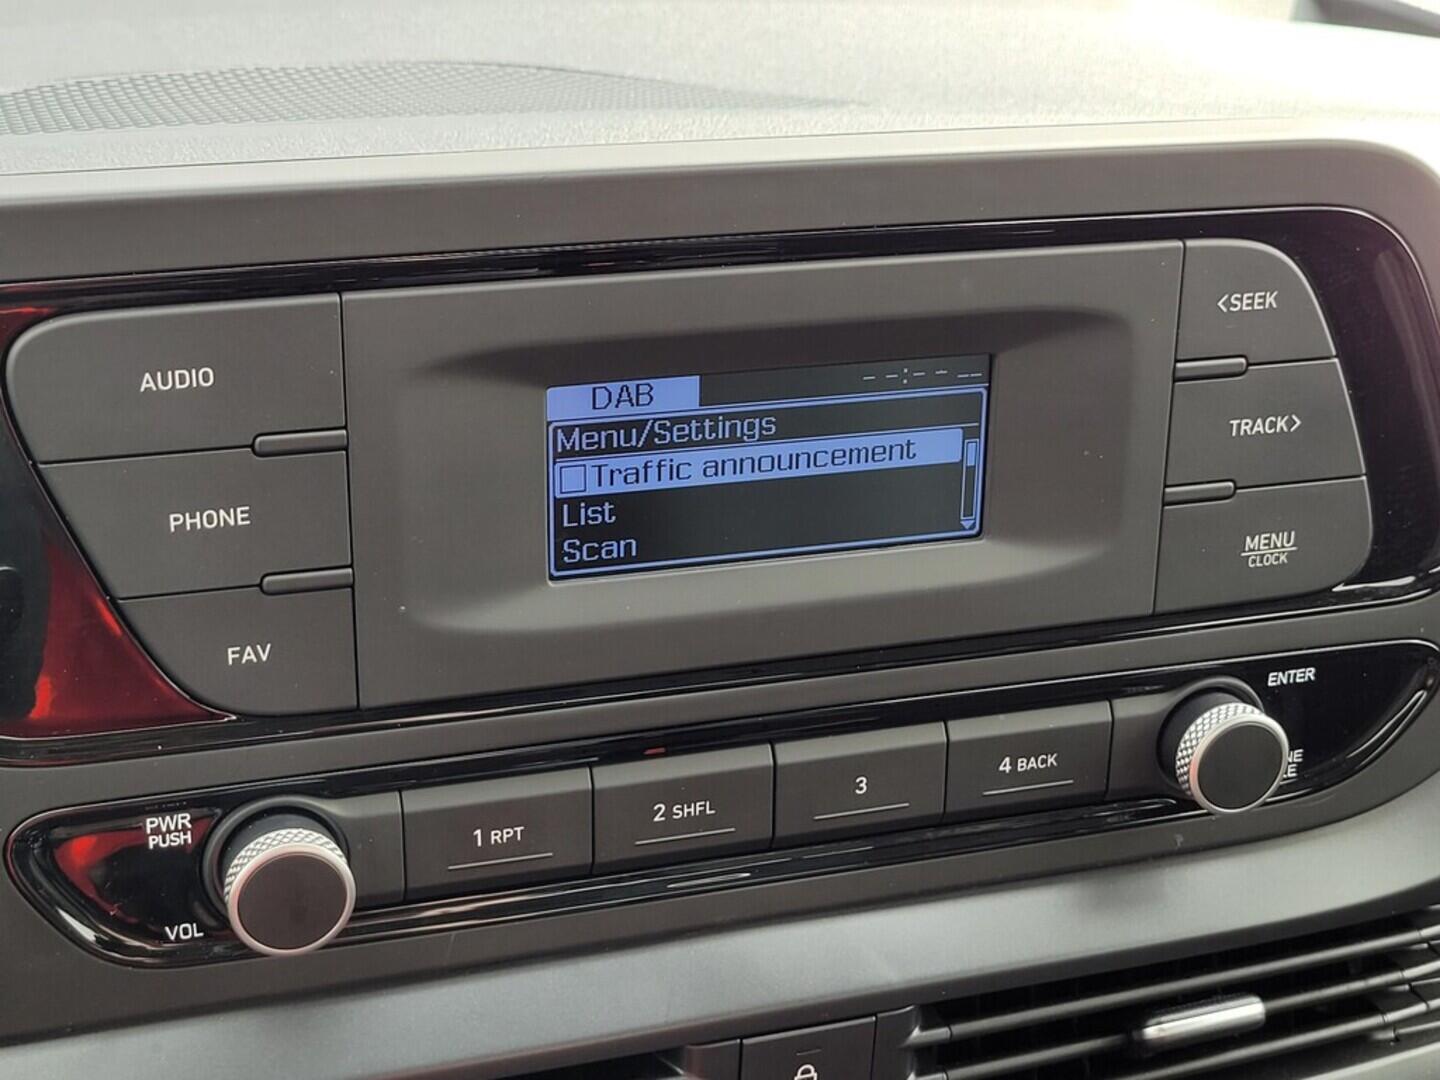 AUDIO
PHONE
FAV
DAB
--:-- --
Menu/Settings
Traffic announcement
List
Scan
<SEEK
TRACK>
MENU
CLOCK
PWR
PUSH
VOL
1 RPT
2 SHFL
3
4 BACK
ENTER